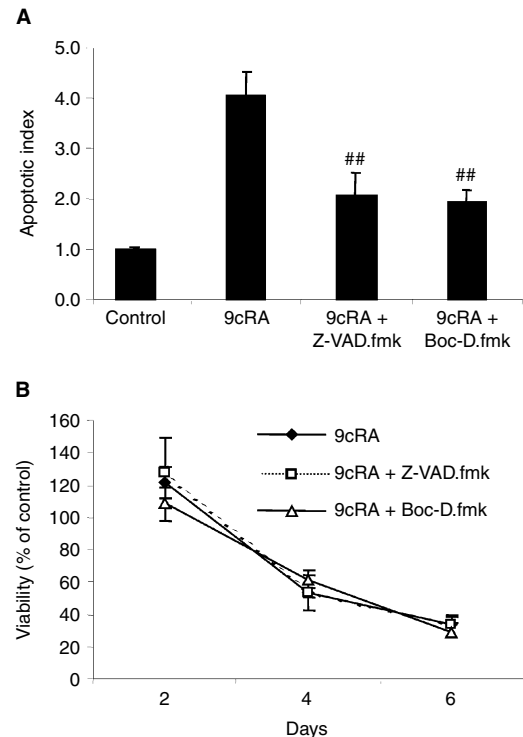 A
5.0
4.0
3.0
2.0
1.0
0.0
Apoptotic index
##
##
Control
9cRA
9cRA +
Z-VAD.fmk
9cRA +
Boc-D.fmk
B
160
140
120
100
80
60
40
20
0
Viability (% of control)
9cRA
9cRA + Z-VAD.fmk
9cRA + Boc-D.fmk
2
4
6
Days